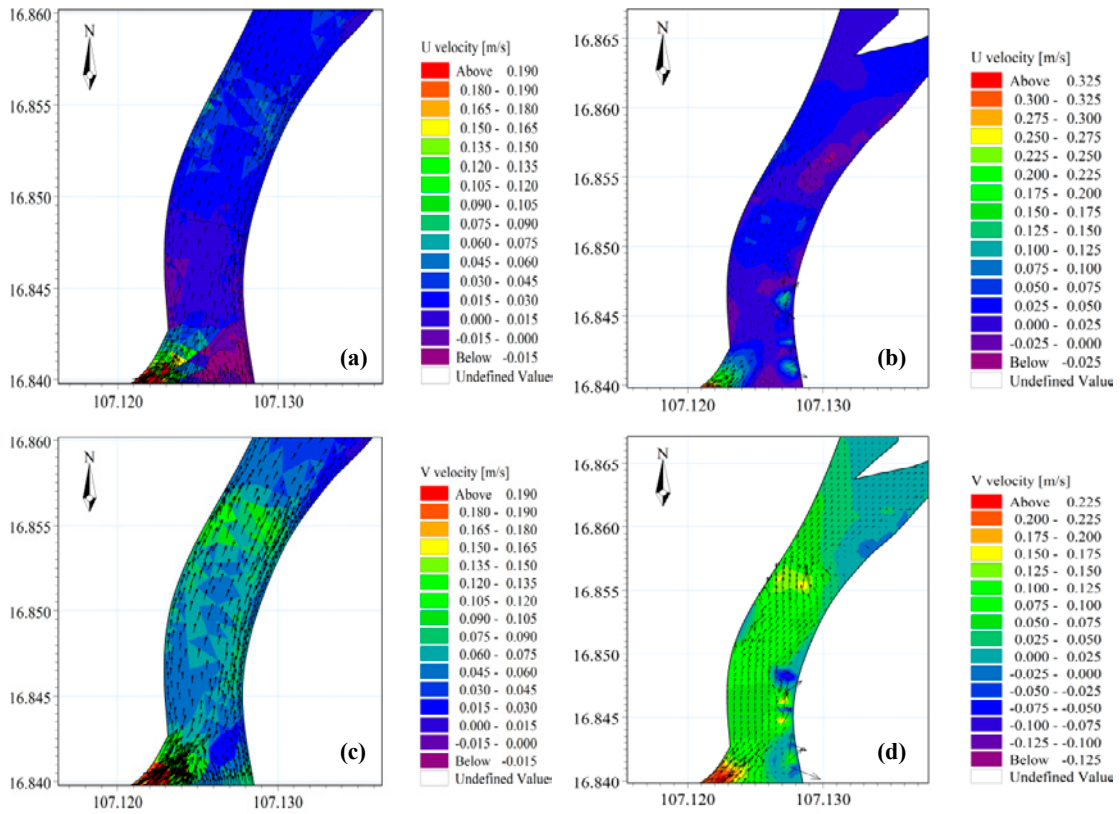 16.860
16.855
16.850
16.845
16.840
107.120 107.130
N
(a)
U velocity [m/s]
Above 0.190
0.180 - 0.190
0.165 - 0.180
0.150 - 0.165
0.135 - 0.150
0.120 - 0.135
0.105 - 0.120
0.090 - 0.105
0.075 - 0.090
0.060 - 0.075
0.045 - 0.060
0.030 - 0.045
0.015 - 0.030
0.000 - 0.015
-0.015 - 0.000
Below -0.015
Undefined Value
16.865
16.860
16.855
16.850
16.845
16.840
107.120 107.130
N
(b)
U velocity [m/s]
Above 0.325
0.300 - 0.325
0.275 - 0.300
0.250 - 0.275
0.225 - 0.250
0.200 - 0.225
0.175 - 0.200
0.150 - 0.175
0.125 - 0.150
0.100 - 0.125
0.075 - 0.100
0.050 - 0.075
0.025 - 0.050
0.000 - 0.025
-0.025 - 0.000
Below -0.025
Undefined Value
16.860
16.855
16.850
16.845
16.840
107.120 107.130
N
(c)
V velocity [m/s]
Above 0.190
0.180 - 0.190
0.165 - 0.180
0.150 - 0.165
0.135 - 0.150
0.120 - 0.135
0.105 - 0.120
0.090 - 0.105
0.075 - 0.090
0.060 - 0.075
0.045 - 0.060
0.030 - 0.045
0.015 - 0.030
0.000 - 0.015
-0.015 - 0.000
Below -0.015
Undefined Value
16.865
16.860
16.855
16.850
16.845
16.840
107.120 107.130
N
(d)
V velocity [m/s]
Above 0.225
0.200 - 0.225
0.175 - 0.200
0.150 - 0.175
0.125 - 0.150
0.100 - 0.125
0.075 - 0.100
0.050 - 0.075
0.025 - 0.050
0.000 - 0.025
-0.025 - 0.000
-0.050 - -0.025
-0.075 - -0.050
-0.100 - -0.075
-0.125 - -0.100
Below -0.125
Undefined Value